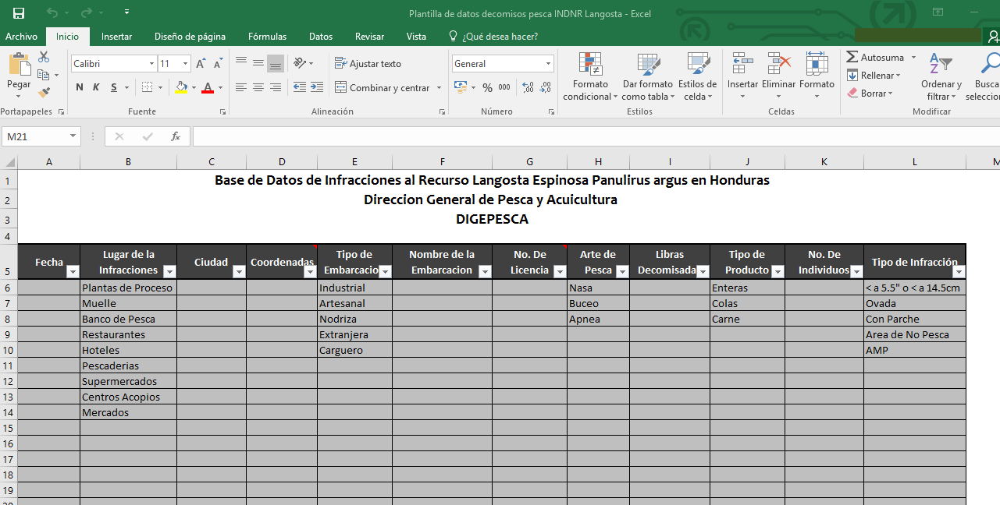 Plantilla de datos decomisos pesca INDNR Langosta - Excel
Archivo Inicio Insertar Diseño de página Fórmulas Datos Revisar Vista ¿Qué desea hacer?
Pegar
Portapapeles
Calibri 11
N K S
Fuente
Ajustar texto
Combinar y centrar
Alineación
General
% 000
Número
Formato condicional
Dar formato como tabla
Estilos de celda
Estilos
Insertar Eliminar Formato
Celdas
Autosuma
Rellenar
Borrar
Ordenar y filtrar
Modificar
M21 fx
A B C D E F G H I J K L M
1 Base de Datos de Infracciones al Recurso Langosta Espinosa Panulirus argus en Honduras
2 Direccion General de Pesca y Acuicultura
3 DIGEPESCA
4
5 Fecha Lugar de la Infracciones Ciudad Coordenadas Tipo de Embarcacio Nombre de la Embarcacion No. De Licencia Arte de Pesca Libras Decomisada Tipo de Producto No. De Individuos Tipo de Infracción
6 Plantas de Proceso Industrial Nasa Enteras < a 5.5" o < a 14.5cm
7 Muelle Artesanal Buceo Colas Ovada
8 Banco de Pesca Nodriza Apnea Carne Con Parche
9 Restaurantes Extranjera Area de No Pesca
10 Hoteles Carguero AMP
11 Pescaderias
12 Supermercados
13 Centros Acopios
14 Mercados
15
16
17
18
19